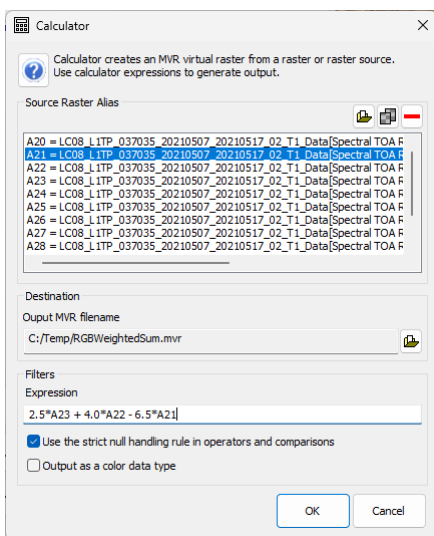 Calculator
Calculator creates an MVR virtual raster from a raster or raster source.
Use calculator expressions to generate output.
Source Raster Alias
A20 = LC08_L1TP_037035_20210507_20210517_02_T1_Data[Spectral TOA R
A21 = LC08_L1TP_037035_20210507_20210517_02_T1_Data[Spectral TOA R
A22 = LC08_L1TP_037035_20210507_20210517_02_T1_Data[Spectral TOA R
A23 = LC08_L1TP_037035_20210507_20210517_02_T1_Data[Spectral TOA R
A24 = LC08_L1TP_037035_20210507_20210517_02_T1_Data[Spectral TOA R
A25 = LC08_L1TP_037035_20210507_20210517_02_T1_Data[Spectral TOA R
A26 = LC08_L1TP_037035_20210507_20210517_02_T1_Data[Spectral TOA R
A27 = LC08_L1TP_037035_20210507_20210517_02_T1_Data[Spectral TOA R
A28 = LC08_L1TP_037035_20210507_20210517_02_T1_Data[Spectral TOA R
Destination
Ouput MVR filename
C:/Temp/RGBWeightedSum.mvr
Filters
Expression
2.5*A23 + 4.0*A22 - 6.5*A21
Use the strict null handling rule in operators and comparisons
Output as a color data type
OK Cancel